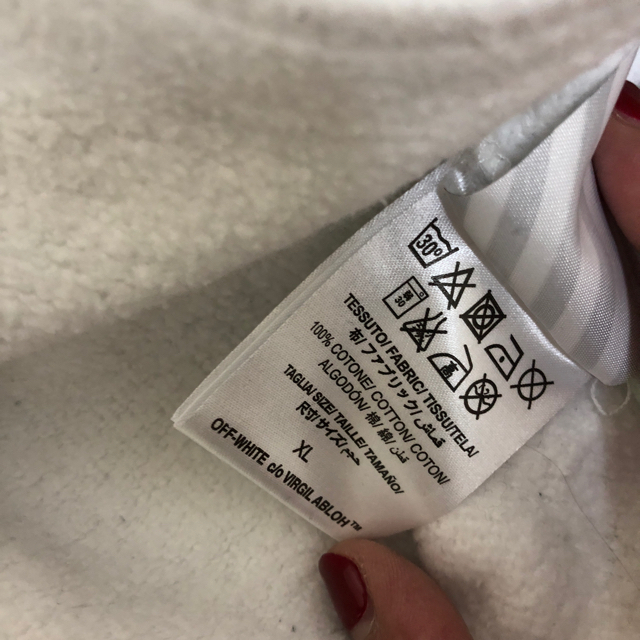 30°
TESSUTO/ FABRIC/ TISSU/TELA/
布/ファブリック/ قماش/
100% COTONE/ COTTON/ COTON/
ALGODÓN/ 棉/ 綿/ قطن
TAGLIA/ SIZE/ TAILLE/ TAMAÑO/
尺寸/サイズ/ حجم/
XL
OFF-WHITE c/o VIRGIL ABLOH™